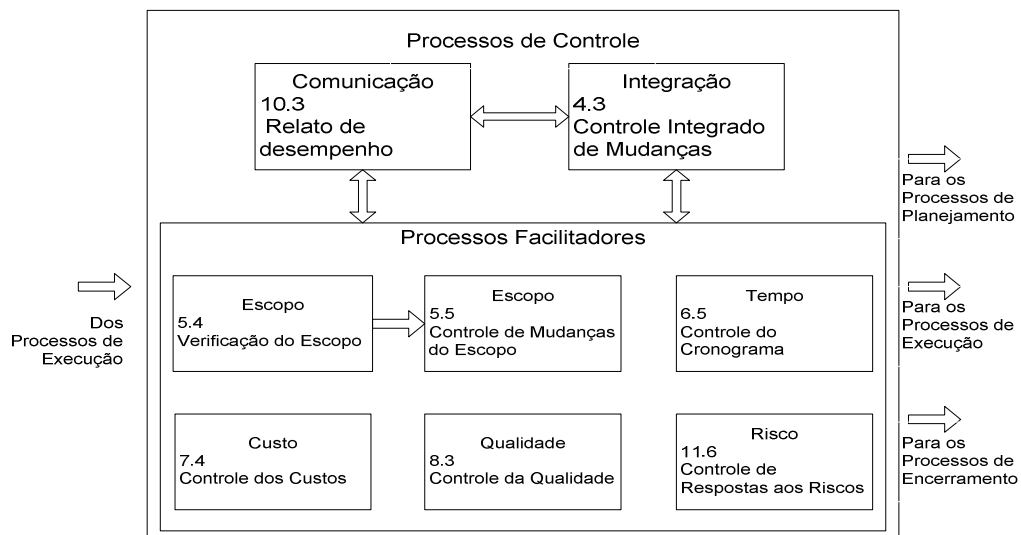 Processos de Controle
Comunicação
10.3
Relato de
desempenho
Integração
4.3
Controle Integrado
de Mudanças
Processos Facilitadores
Escopo
5.4
Verificação do Escopo
Escopo
5.5
Controle de Mudanças
do Escopo
Tempo
6.5
Controle do
Cronograma
Custo
7.4
Controle dos Custos
Qualidade
8.3
Controle da Qualidade
Risco
11.6
Controle de
Respostas aos Riscos
Dos
Processos de
Execução
Para os
Processos de
Planejamento
Para os
Processos de
Execução
Para os
Processos de
Encerramento